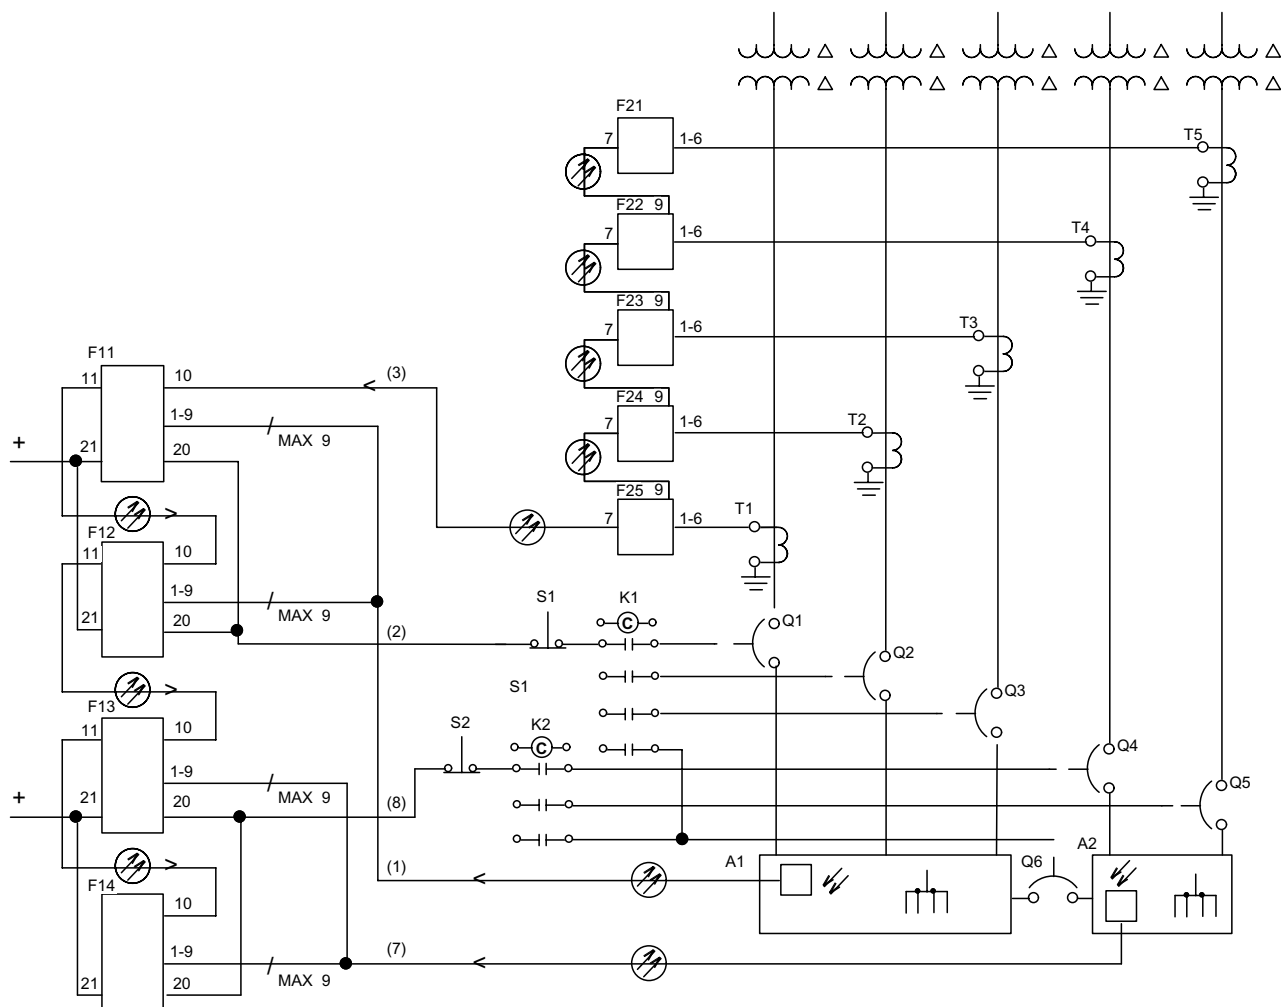 F21
7 1-6 T5
F22 9
7 1-6 T4
F23 9
7 1-6 T3
F11
11 10 (3)
F24 9
7 1-6 T2
1-9
MAX 9
+ 21 20
F25 9
7 1-6 T1
F12
11 10
1-9
MAX 9
21 20 (2)
S1 K1 Q1
C
Q2
S1
Q3
F13
11 10
S2 K2 Q4
C
1-9
MAX 9
+ 21 20 (8)
Q5
A1 Q6 A2
(1)
F14
10
1-9 (7)
MAX 9
21 20